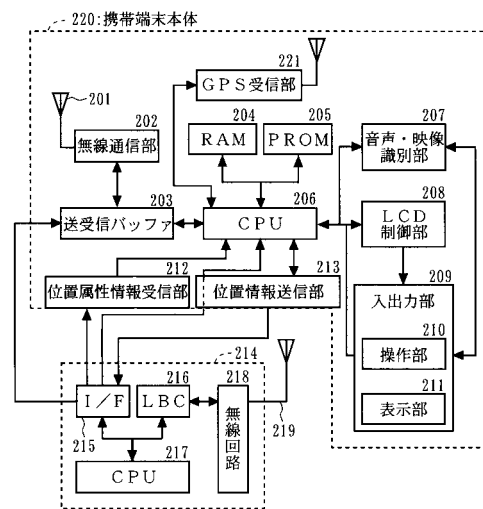 220:携帯端末本体
201
221
GPS受信部
202
無線通信部
204
RAM
205
PROM
207
音声・映像
識別部
203
送受信バッファ
206
CPU
208
LCD
制御部
212
位置属性情報受信部
213
位置情報送信部
209
入出力部
210
操作部
211
表示部
214
I/F
215
216
LBC
217
CPU
218
無線回路
219